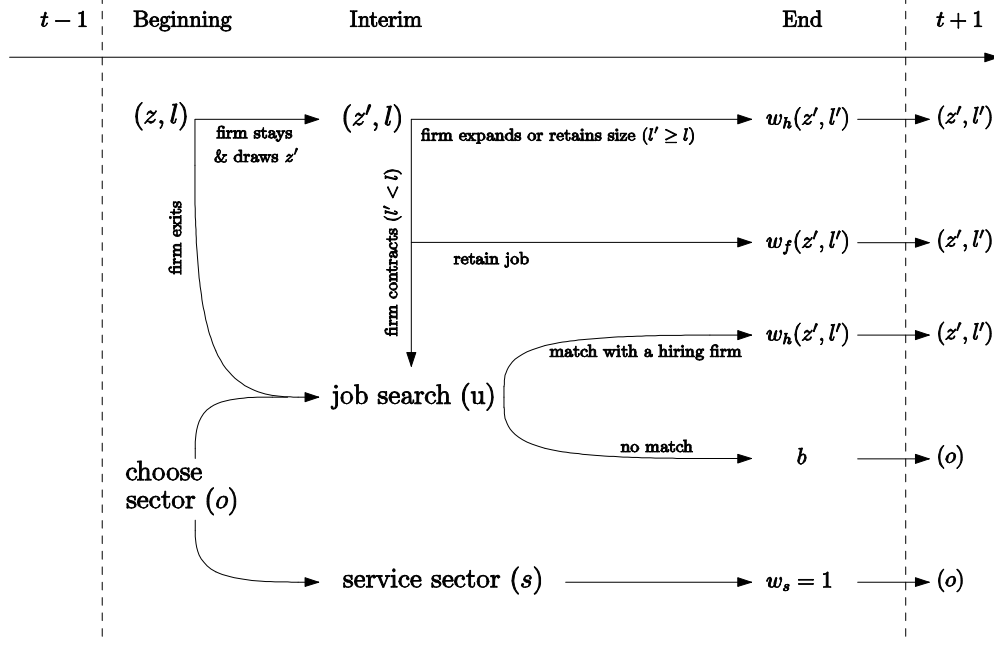 t − 1 Beginning Interim End t + 1
(z, l) (z′, l) w_h(z′, l′) (z′, l′)
firm stays
& draws z′
firm expands or retains size (l′ ≥ l)
firm exits
firm contracts (l′ < l)
w_f(z′, l′) (z′, l′)
retain job
w_h(z′, l′) (z′, l′)
match with a hiring firm
job search (u)
no match
b (o)
choose
sector (o)
service sector (s) w_s = 1 (o)